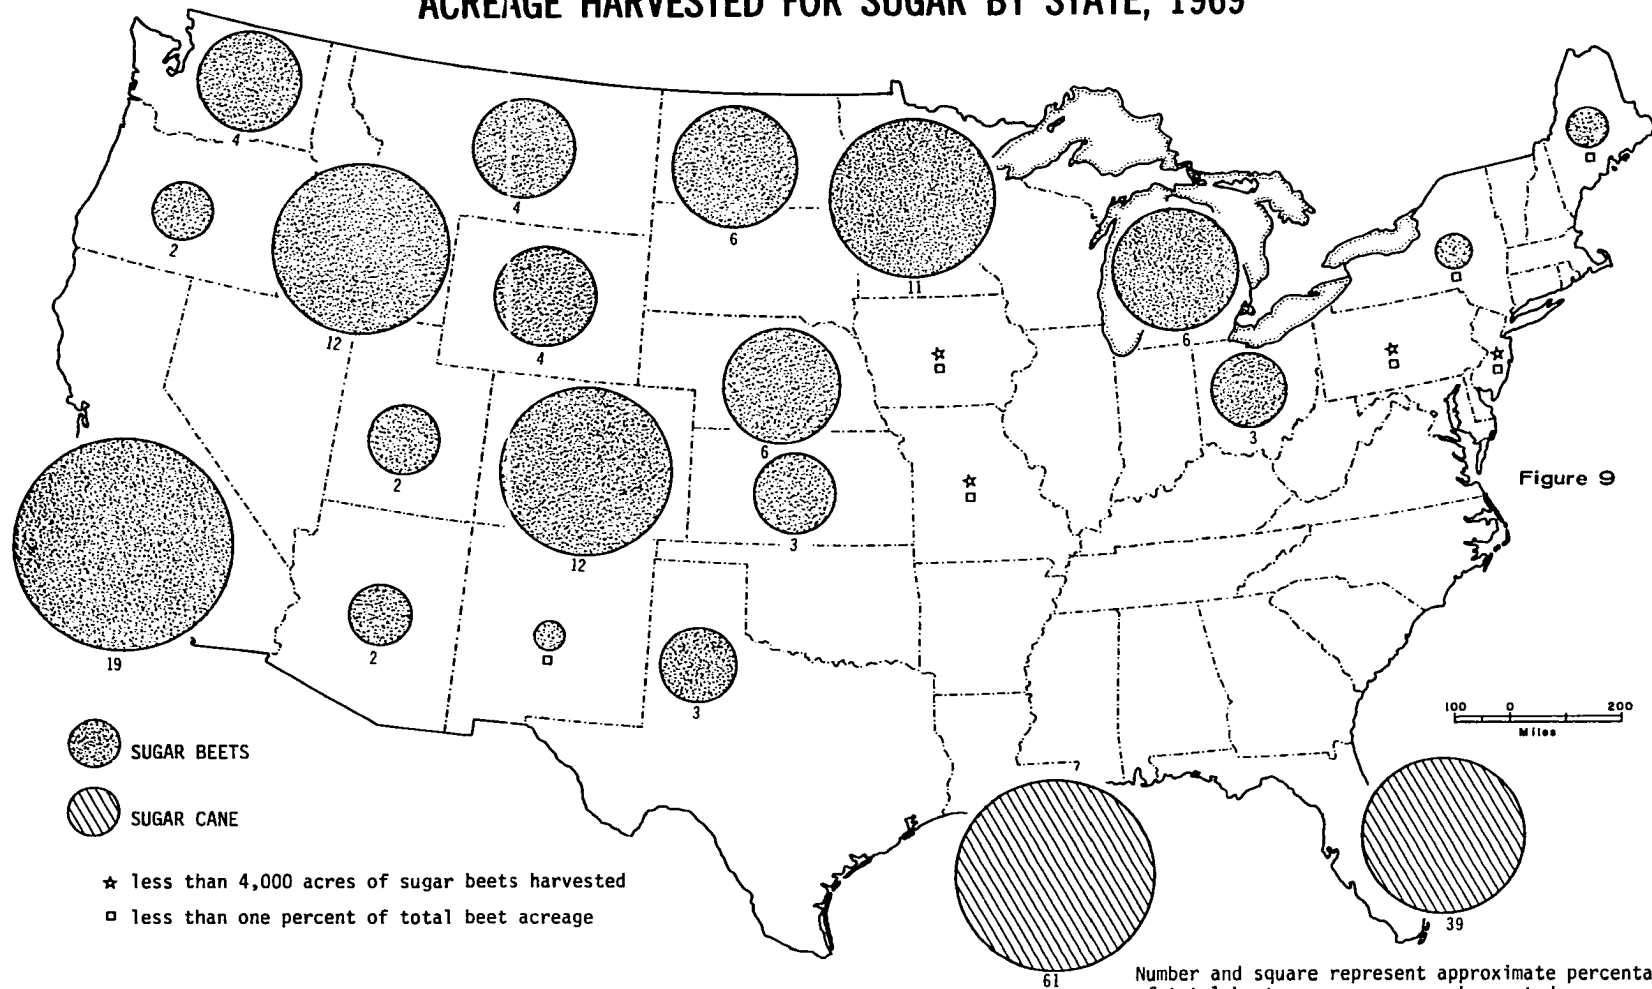 ACREAGE HARVESTED FOR SUGAR BY STATE, 1969
4
4
6
2
12
11
4
6
6
2
3
3
Figure 9
12
19
2
3
100 0 200
Miles
SUGAR BEETS
SUGAR CANE
☆ less than 4,000 acres of sugar beets harvested
□ less than one percent of total beet acreage
39
61
Number and square represent approximate percenta